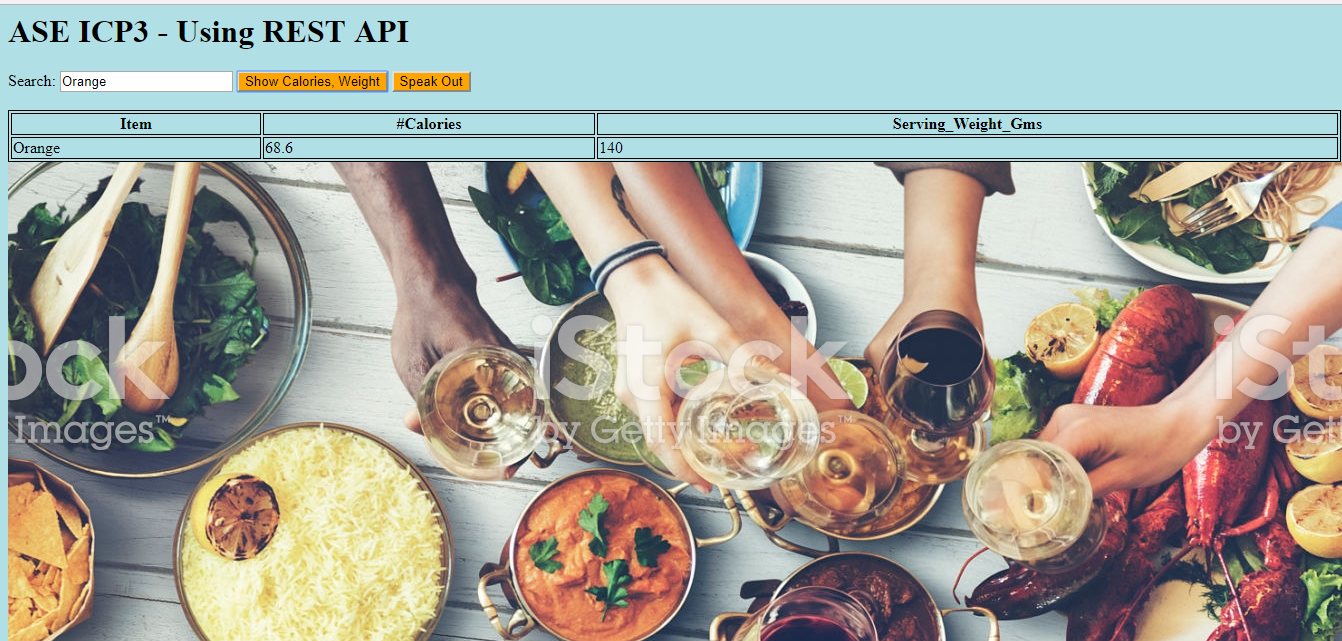 ASE ICP3 - Using REST API
Search: Orange Show Calories, Weight Speak Out
Item #Calories Serving_Weight_Gms
Orange 68.6 140
ock iStock iSt
Images™ by Getty Images™ by Gett